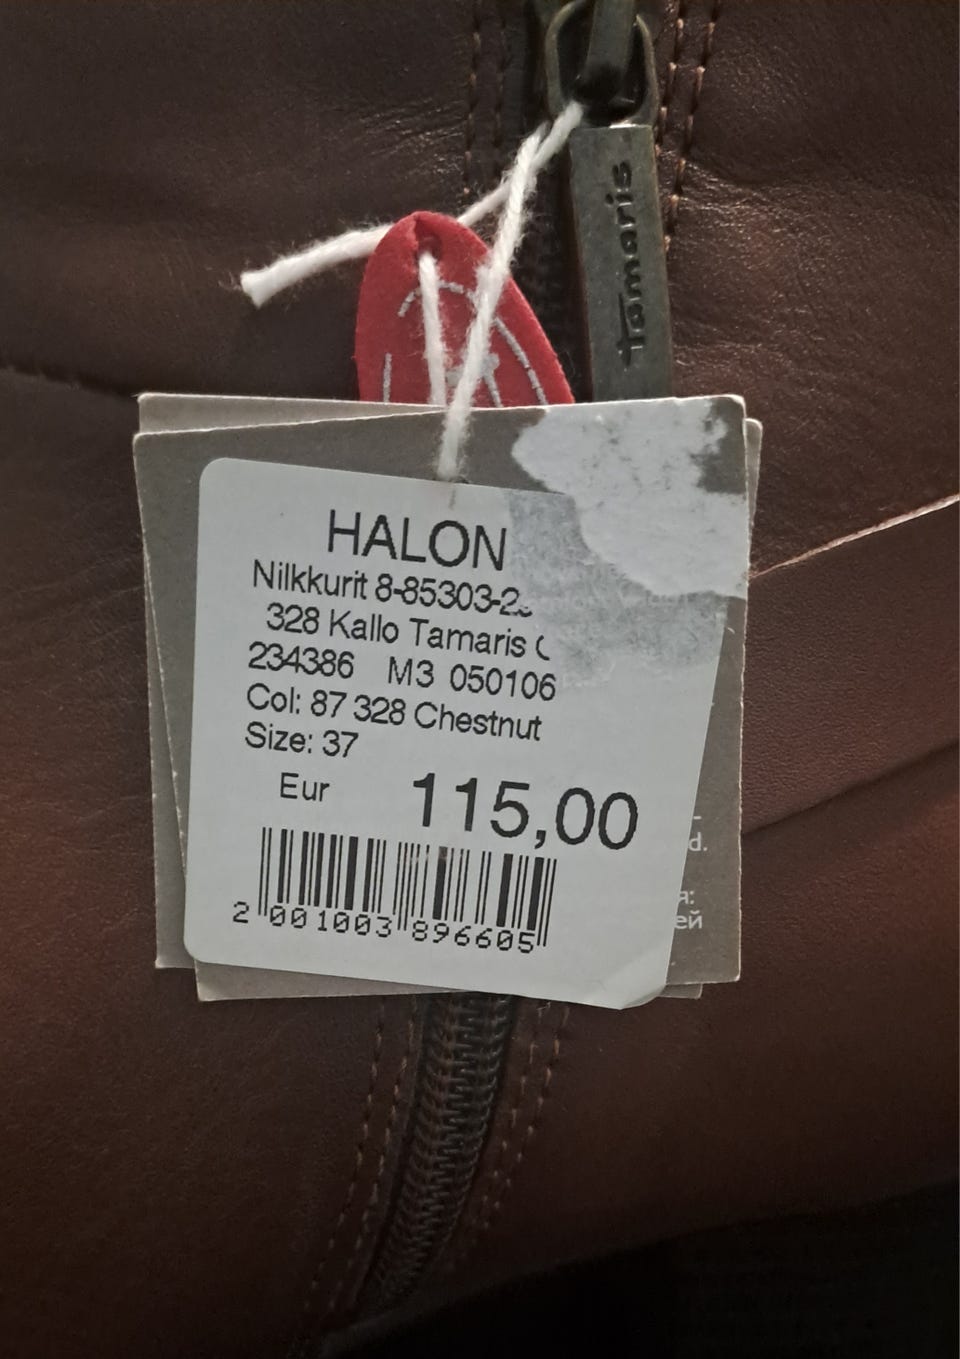 Tamaris
HALON
Nilkkurit 8-85303-2
328 Kallo Tamaris
234386 M3 050106
Col: 87 328 Chestnut
Size: 37
Eur 115,00
d.
я:
ей
2 001003 896605